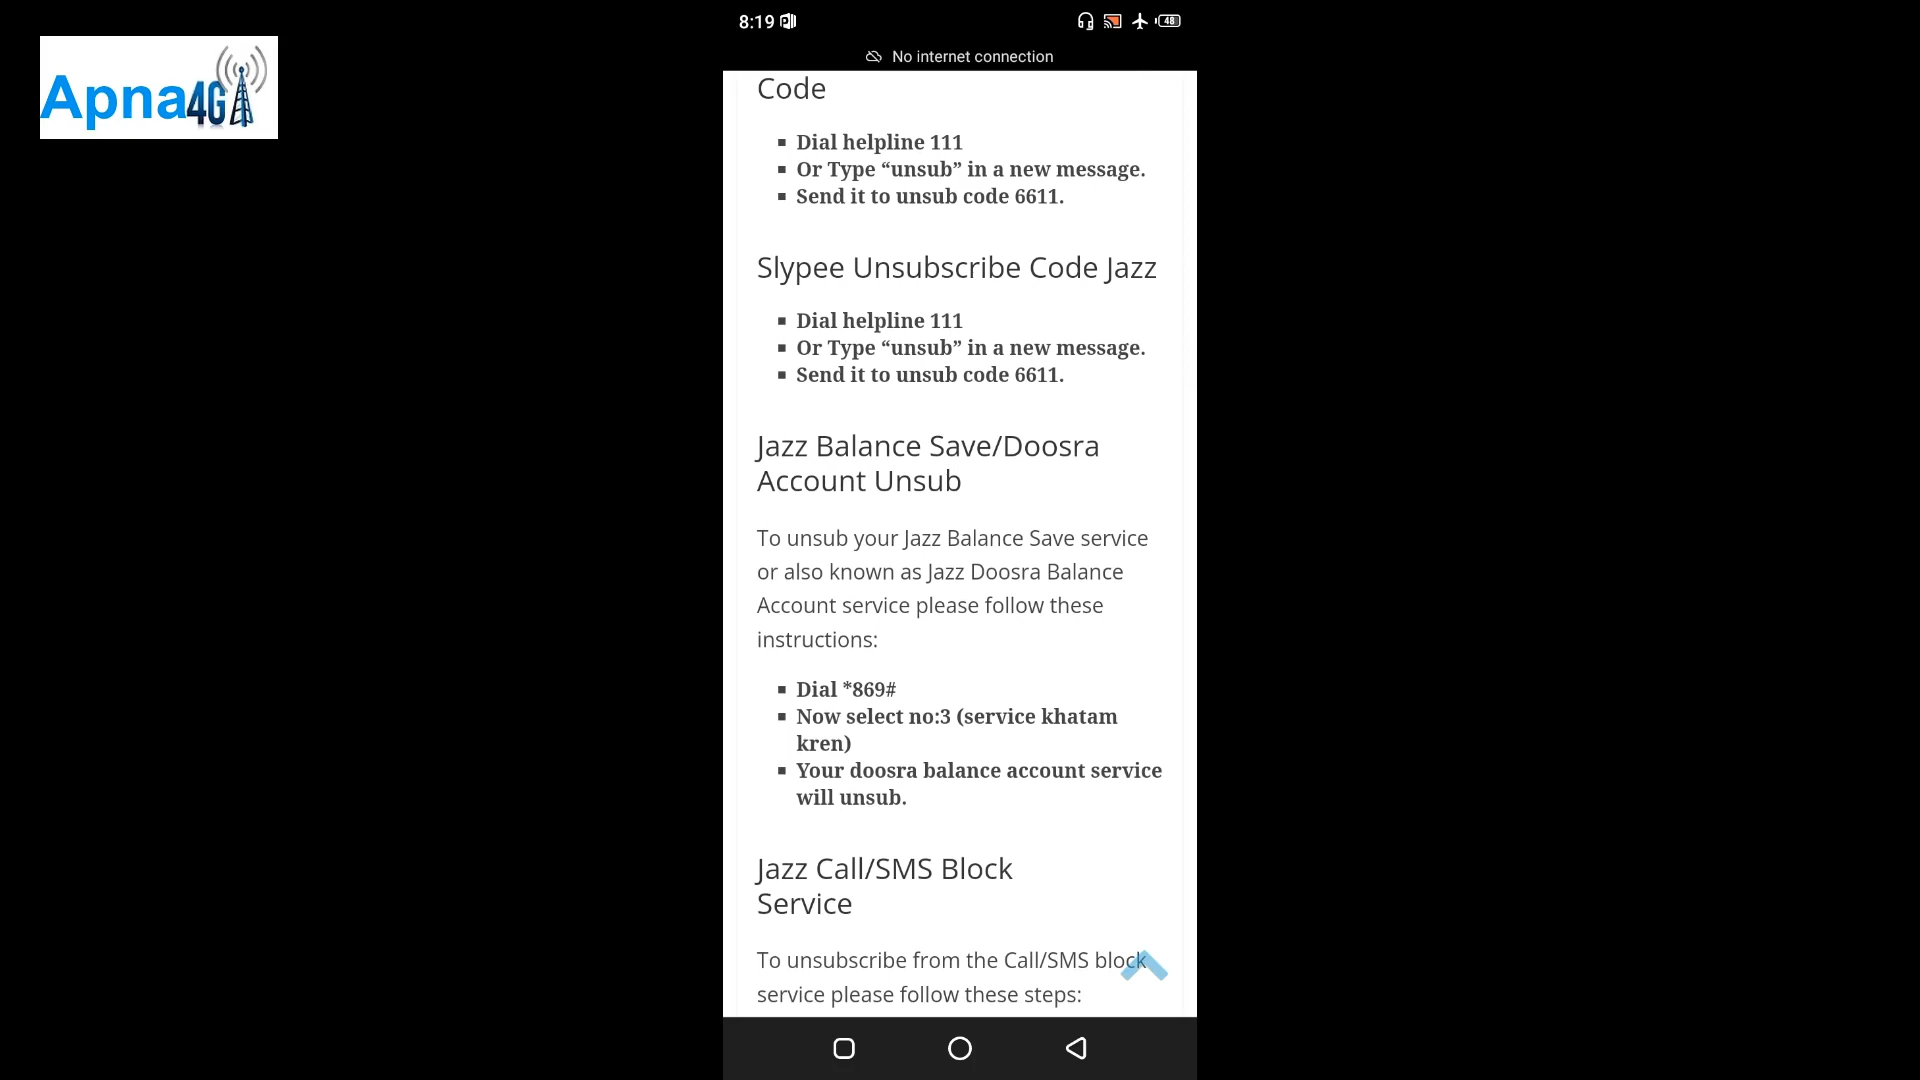 Apna4G
8:19
48
No internet connection
Code
▪ Dial helpline 111
▪ Or Type “unsub” in a new message.
▪ Send it to unsub code 6611.
Slypee Unsubscribe Code Jazz
▪ Dial helpline 111
▪ Or Type “unsub” in a new message.
▪ Send it to unsub code 6611.
Jazz Balance Save/Doosra
Account Unsub
To unsub your Jazz Balance Save service
or also known as Jazz Doosra Balance
Account service please follow these
instructions:
▪ Dial *869#
▪ Now select no:3 (service khatam
kren)
▪ Your doosra balance account service
will unsub.
Jazz Call/SMS Block
Service
To unsubscribe from the Call/SMS block
service please follow these steps: